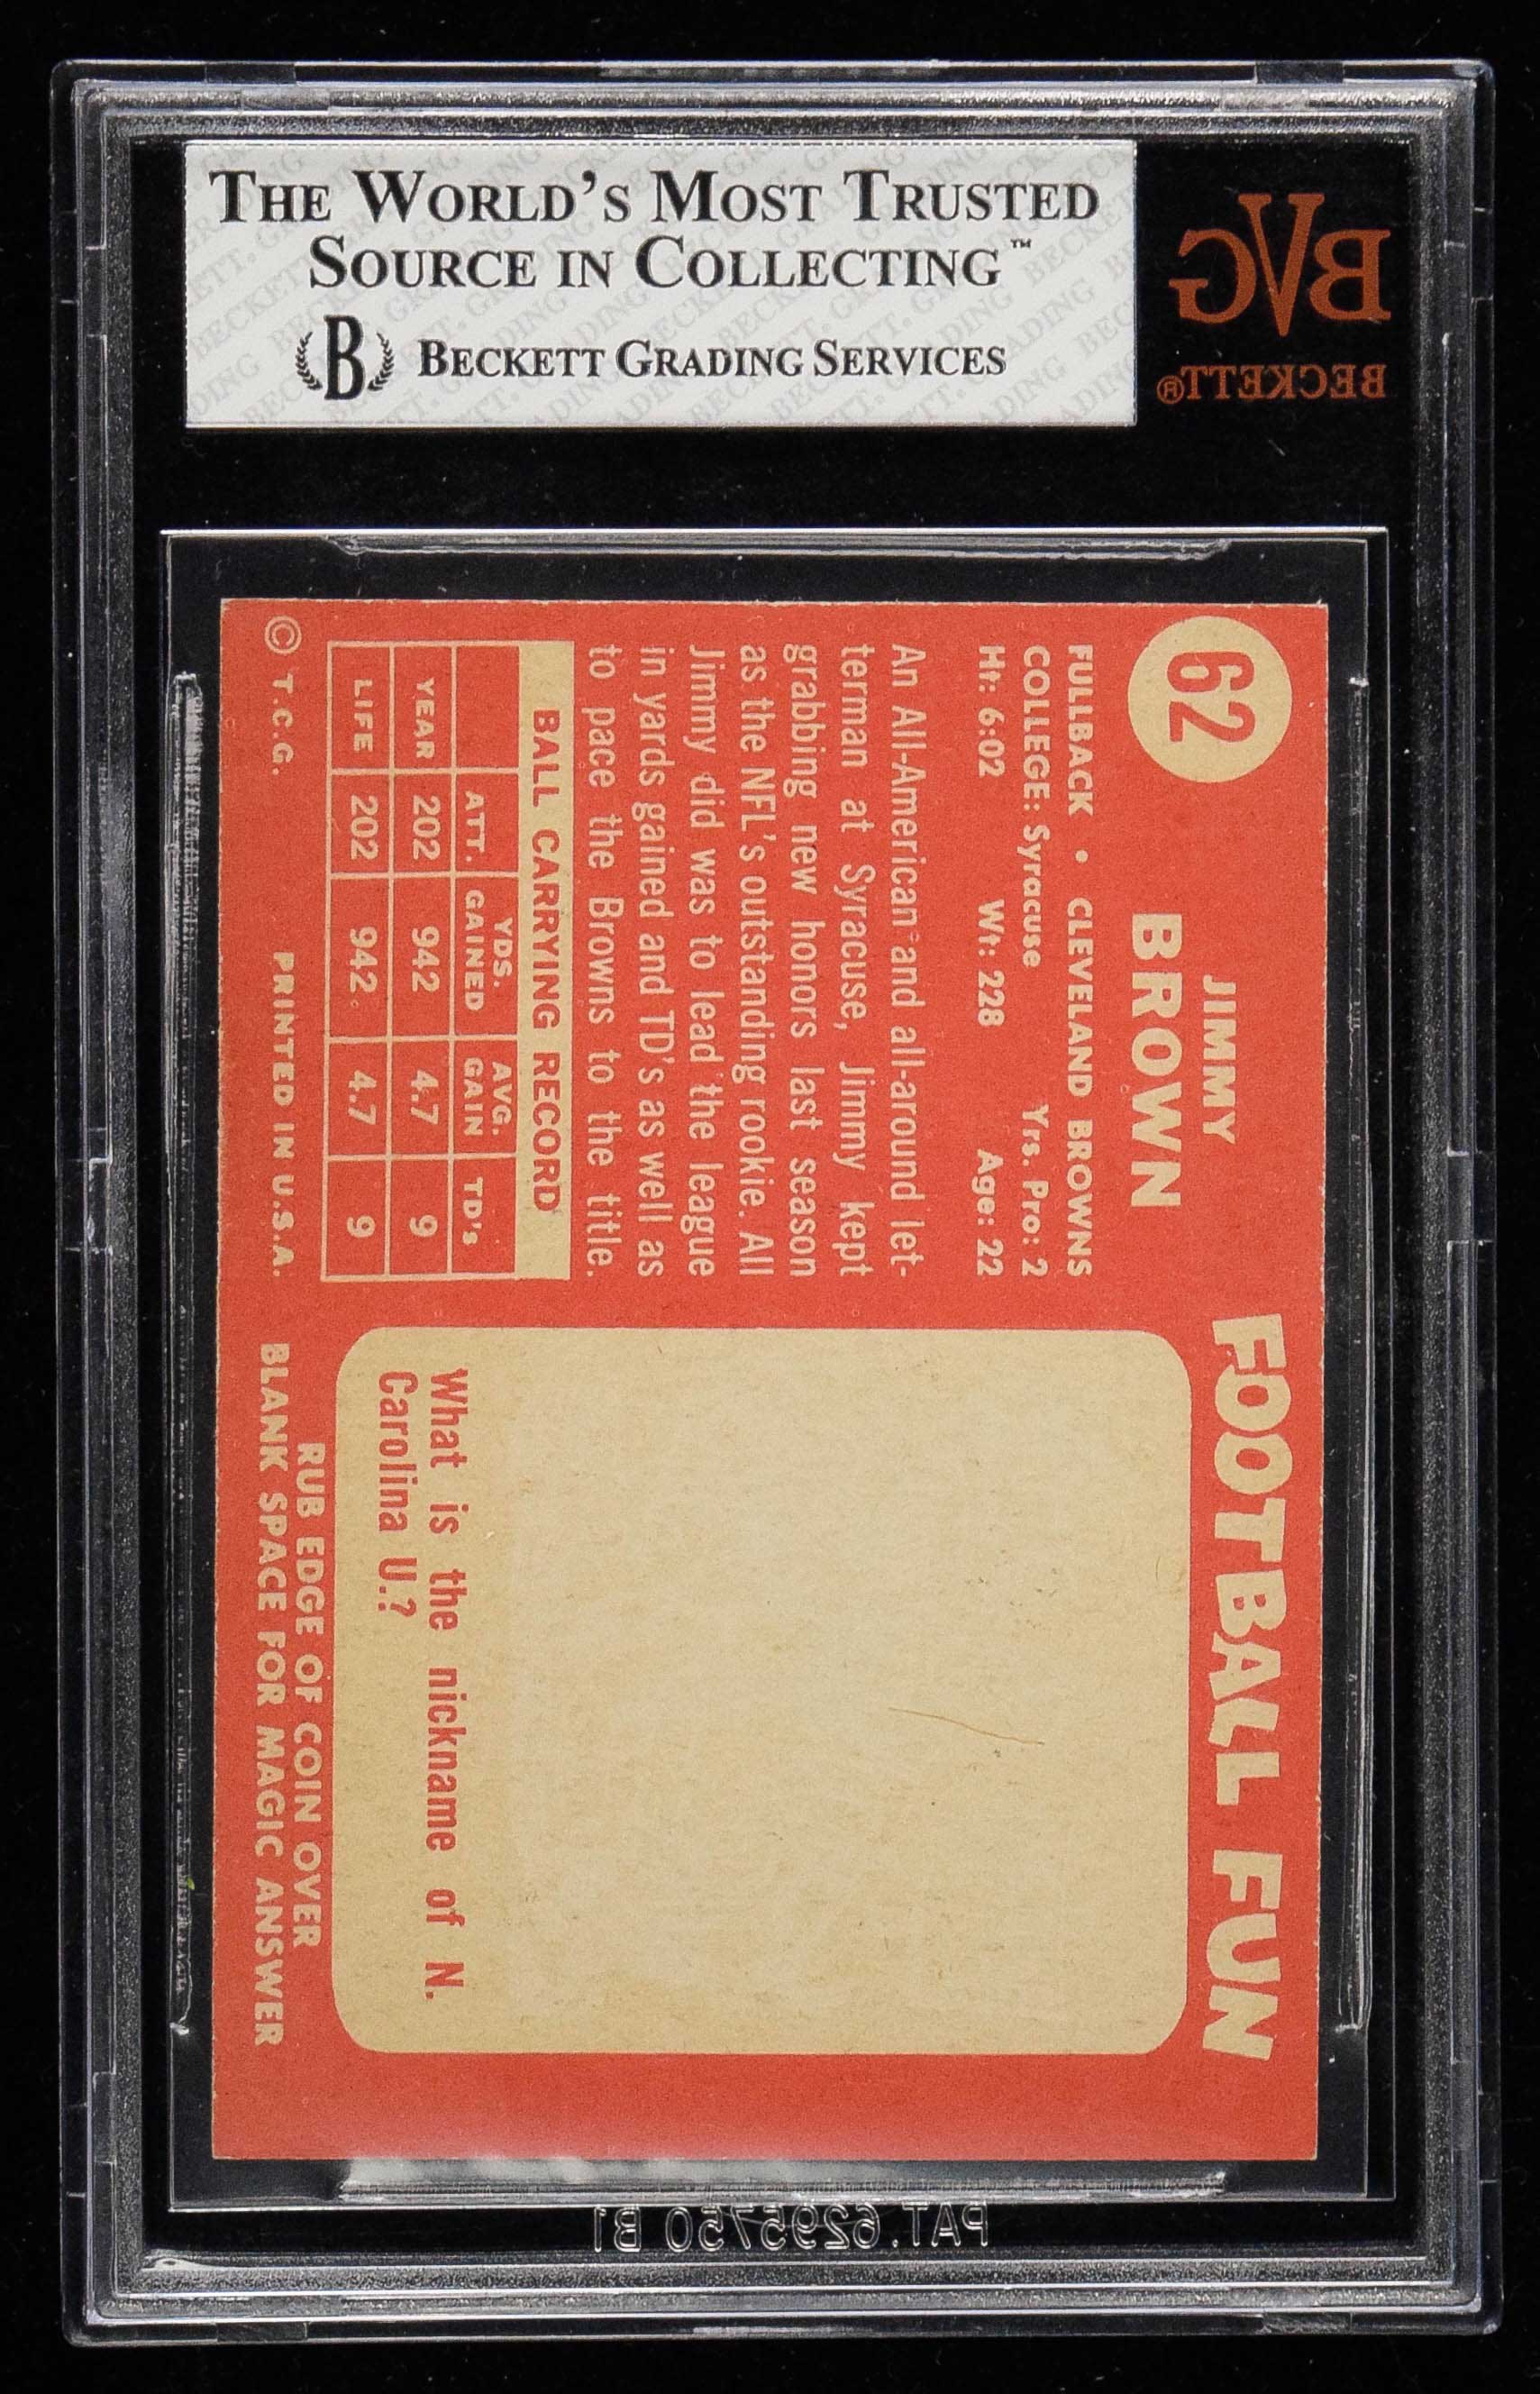 THE WORLD'S MOST TRUSTED
SOURCE IN COLLECTING™
B BECKETT GRADING SERVICES
BVG
BECKETT®
62
JIMMY
BROWN
FULLBACK • CLEVELAND BROWNS
COLLEGE: Syracuse Yrs. Pro: 2
Ht: 6:02 Wt: 228 Age: 22
An All-American and all-around let-
terman at Syracuse, Jimmy kept
grabbing new honors last season
as the NFL's outstanding rookie. All
Jimmy did was to lead the league
in yards gained and TD's as well as
to pace the Browns to the title.
BALL CARRYING RECORD
ATT. YDS. GAINED AVG. GAIN TD's
YEAR 202 942 4.7 9
LIFE 202 942 4.7 9
© T.C.G. PRINTED IN U.S.A.
FOOTBALL FUN
What is the nickname of N.
Carolina U.?
RUB EDGE OF COIN OVER
BLANK SPACE FOR MAGIC ANSWER
PAT.6295750 B1